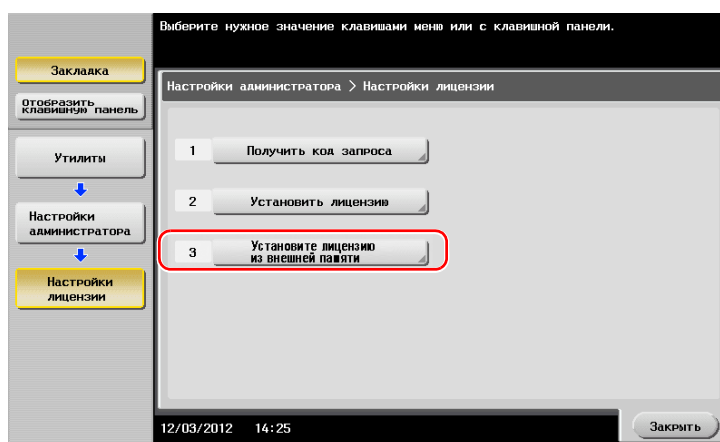 Выберите нужное значение клавишами меню или с клавишной панели.
Закладка
Отобразить
клавишную панель
Утилиты
Настройки
администратора
Настройки
лицензии
Настройки администратора > Настройки лицензии
1 Получить код запроса
2 Установить лицензию
3 Установите лицензию
из внешней памяти
12/03/2012 14:25
Закрыть